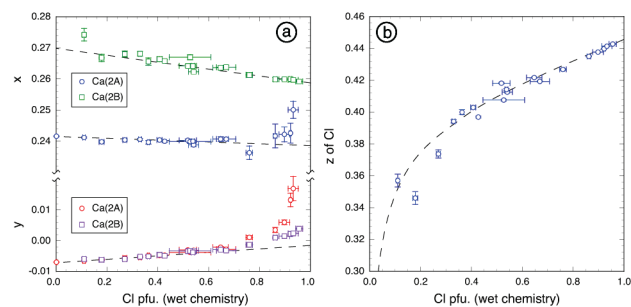 0.28
0.27
0.26
0.25
0.24
x
Ca(2A)
Ca(2B)
a
Ca(2A)
Ca(2B)
0.01
0.00
-0.01
y
0.0
0.2
0.4
0.6
0.8
1.0
Cl pfu. (wet chemistry)
b
0.46
0.44
0.42
0.40
0.38
0.36
0.34
0.32
0.30
z of Cl
0.0
0.2
0.4
0.6
0.8
1.0
Cl pfu. (wet chemistry)